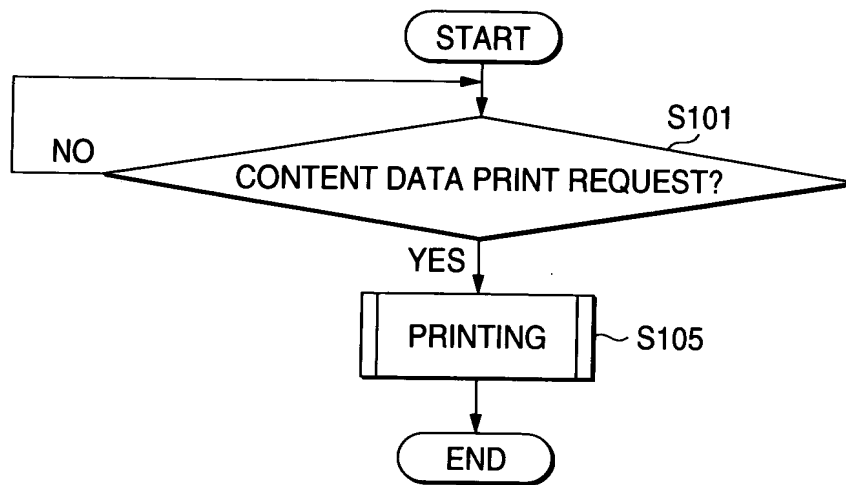 START
S101
NO
CONTENT DATA PRINT REQUEST?
YES
PRINTING
S105
END